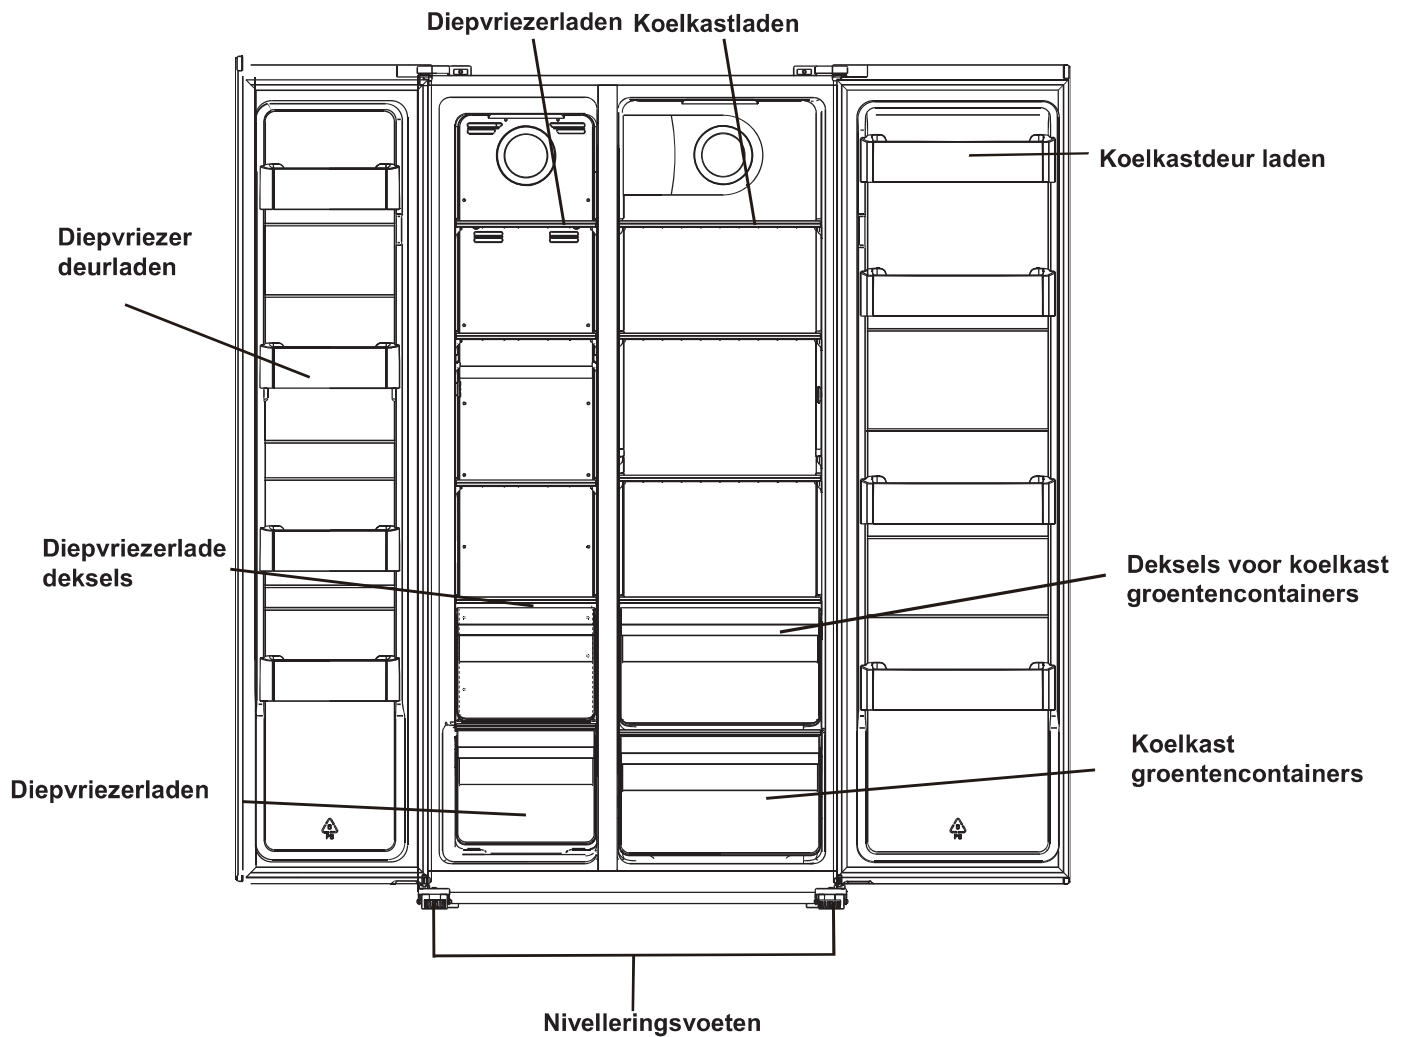 Diepvriezerladen Koelkastladen
Koelkastdeur laden
Diepvriezer
deurladen
Diepvriezerlade
deksels
Deksels voor koelkast
groentencontainers
Koelkast
groentencontainers
Diepvriezerladen
Nivelleringsvoeten